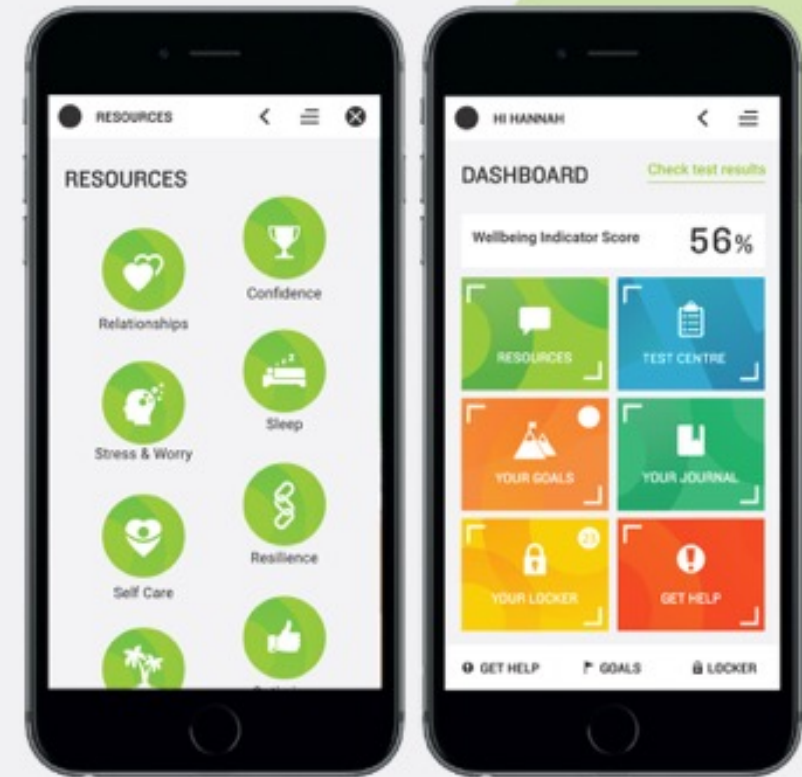 RESOURCES
RESOURCES
Relationships
Confidence
Stress & Worry
Sleep
Self Care
Resilience
HI HANNAH
DASHBOARD
Check test results
Wellbeing Indicator Score
56%
RESOURCES
TEST CENTRE
YOUR GOALS
YOUR JOURNAL
23
YOUR LOCKER
GET HELP
GET HELP
GOALS
LOCKER